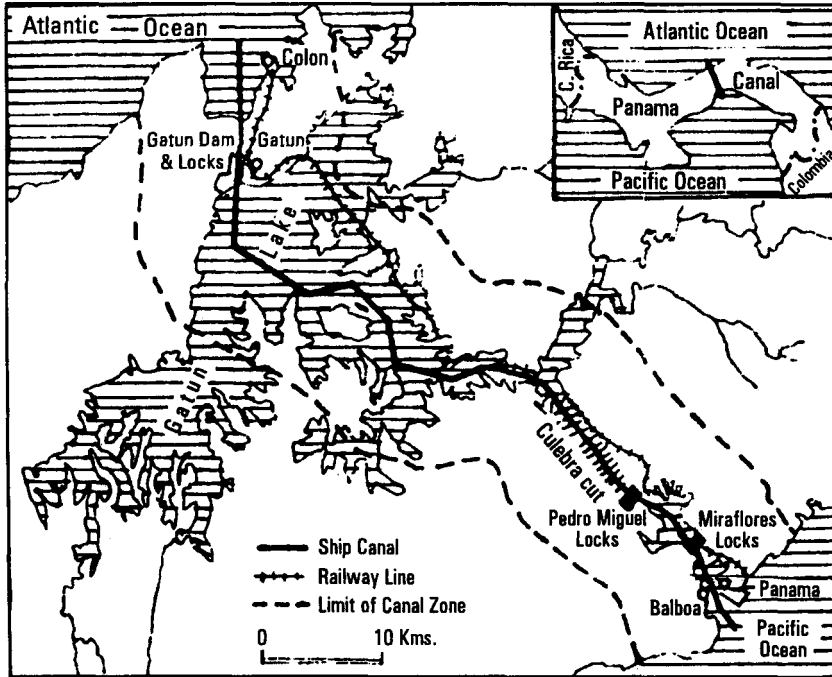 Atlantic Ocean
Colon
Gatun Dam
& Locks
Gatun
Lake
Gatun
Culebra cut
Pedro Miguel
Locks
Miraflores
Locks
Panama
Balboa
Pacific
Ocean
Ship Canal
Railway Line
Limit of Canal Zone
0 10 Kms.
Atlantic Ocean
C. Rica
Canal
Panama
Colombia
Pacific Ocean